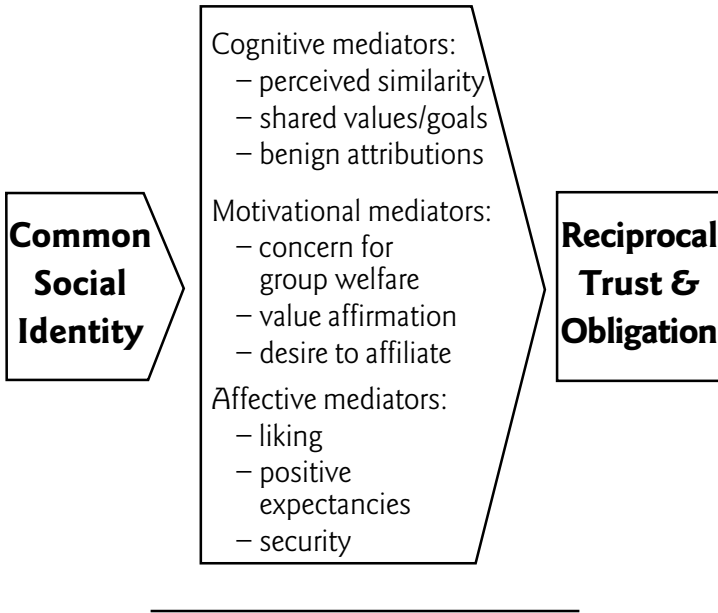 Common
Social
Identity
Cognitive mediators:
– perceived similarity
– shared values/goals
– benign attributions
Motivational mediators:
– concern for
group welfare
– value affirmation
– desire to affiliate
Affective mediators:
– liking
– positive
expectancies
– security
Reciprocal
Trust &
Obligation